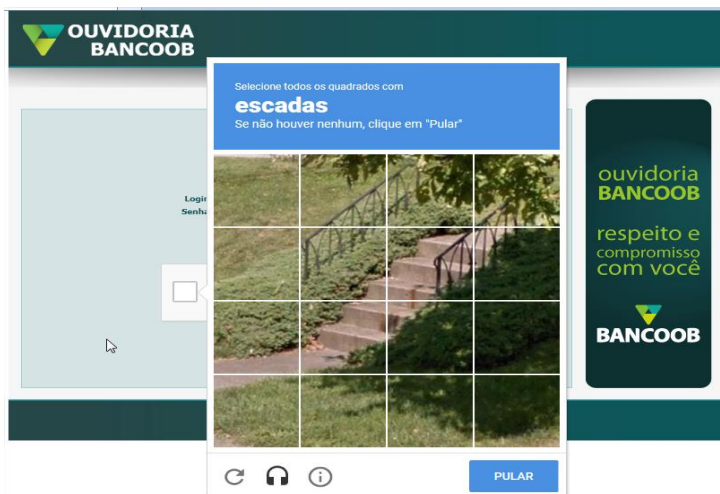 OUVIDORIA
BANCOOB
Selecione todos os quadrados com
escadas
Se não houver nenhum, clique em "Pular"
Login
Senha
ouvidoria
BANCOOB
respeito e
compromisso
com você
BANCOOB
PULAR